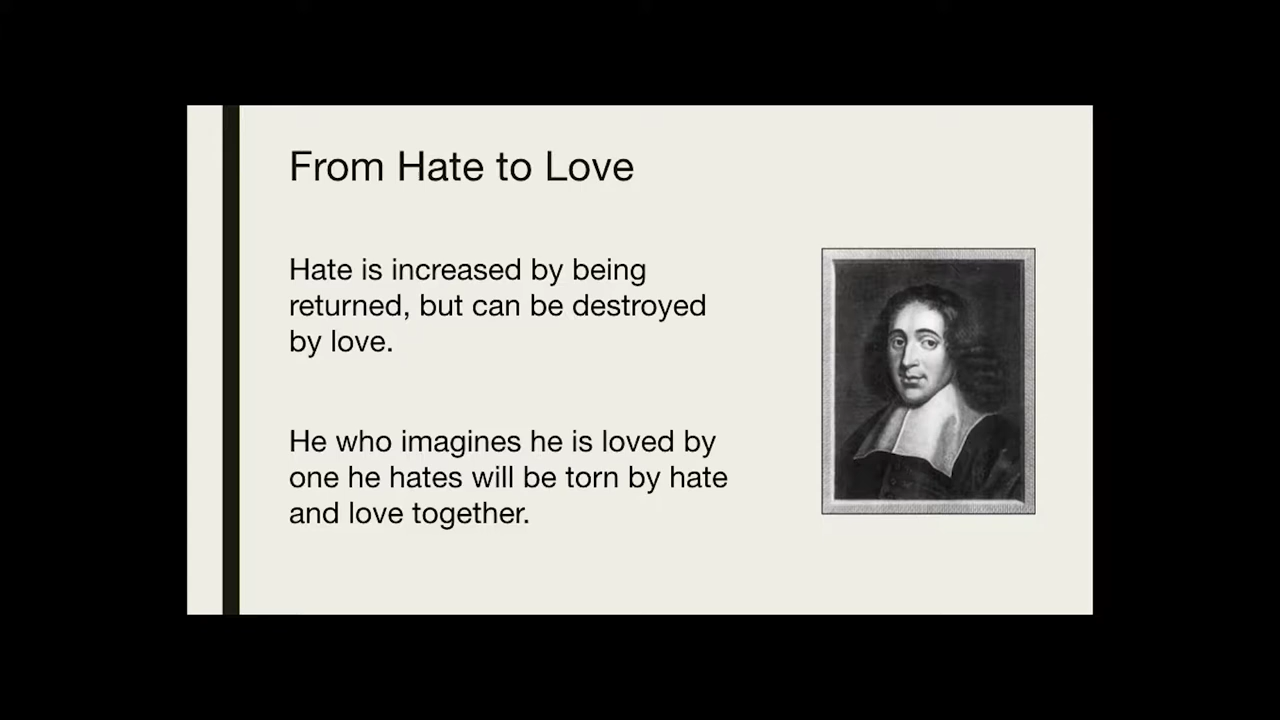 From Hate to Love
Hate is increased by being
returned, but can be destroyed
by love.
He who imagines he is loved by
one he hates will be torn by hate
and love together.